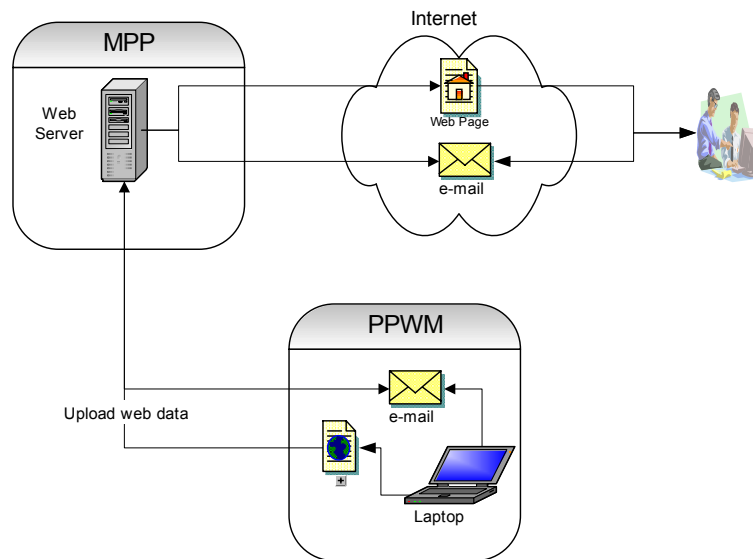 Internet
MPP
Web
Server
Web Page
e-mail
PPWM
Upload web data
e-mail
Laptop